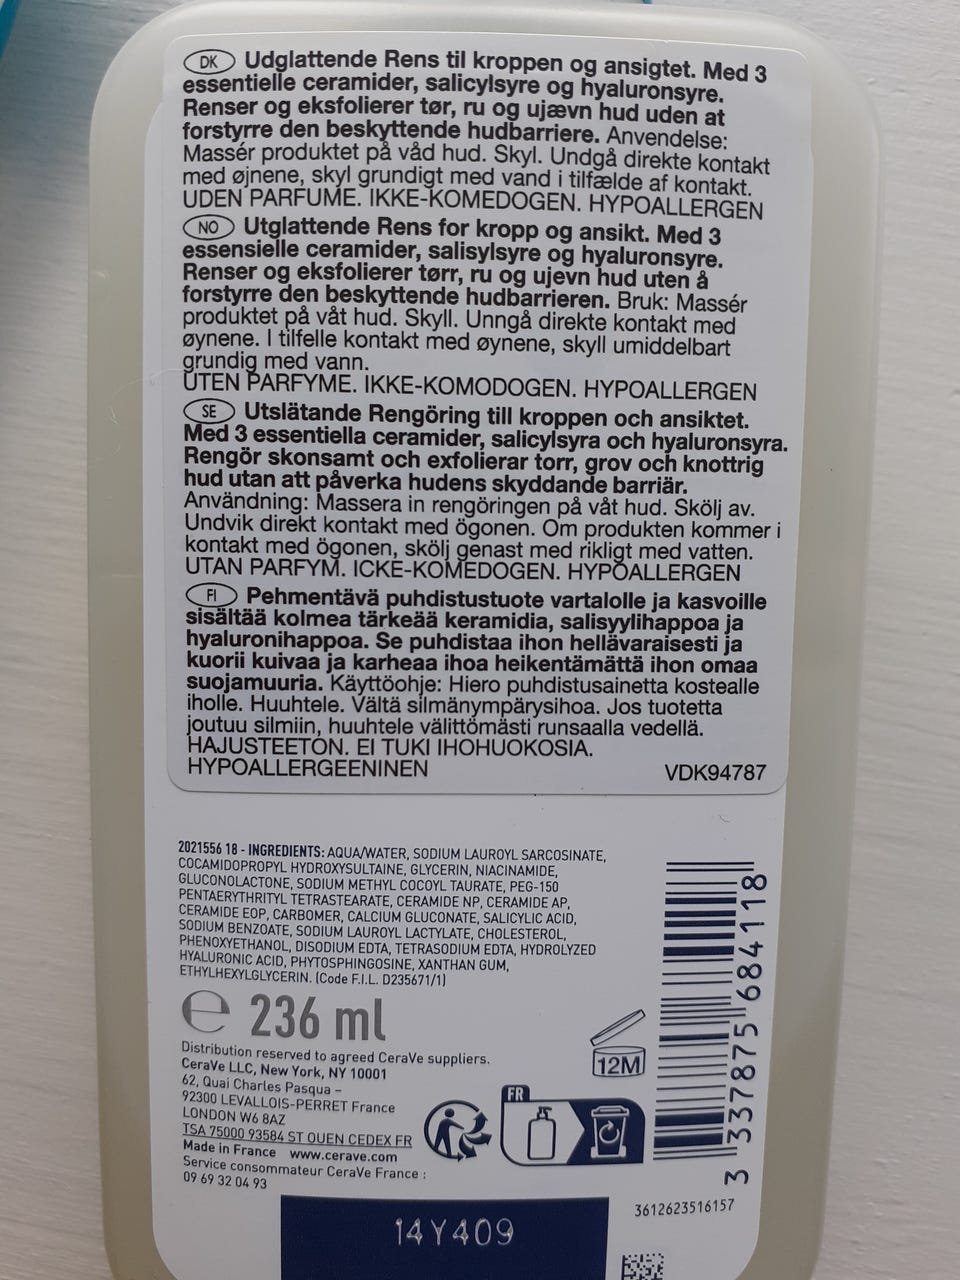 DK Udglattende Rens til kroppen og ansigtet. Med 3
essentielle ceramider, salicylsyre og hyaluronsyre.
Renser og eksfolierer tør, ru og ujævn hud uden at
forstyrre den beskyttende hudbarriere. Anvendelse:
Massér produktet på våd hud. Skyl. Undgå direkte kontakt
med øjnene, skyl grundigt med vand i tilfælde af kontakt.
UDEN PARFUME. IKKE-KOMEDOGEN. HYPOALLERGEN
NO Utglattende Rens for kropp og ansikt. Med 3
essensielle ceramider, salisylsyre og hyaluronsyre.
Renser og eksfolierer tørr, ru og ujevn hud uten å
forstyrre den beskyttende hudbarrieren. Bruk: Massér
produktet på våt hud. Skyll. Unngå direkte kontakt med
øynene. I tilfelle kontakt med øynene, skyll umiddelbart
grundig med vann.
UTEN PARFYME. IKKE-KOMODOGEN. HYPOALLERGEN
SE Utslätande Rengöring till kroppen och ansiktet.
Med 3 essentiella ceramider, salicylsyra och hyaluronsyra.
Rengör skonsamt och exfolierar torr, grov och knottrig
hud utan att påverka hudens skyddande barriär.
Användning: Massera in rengöringen på våt hud. Skölj av.
Undvik direkt kontakt med ögonen. Om produkten kommer i
kontakt med ögonen, skölj genast med rikligt med vatten.
UTAN PARFYM. ICKE-KOMEDOGEN. HYPOALLERGEN
FI Pehmentävä puhdistustuote vartalolle ja kasvoille
sisältää kolmea tärkeää keramidia, salisyylihappoa ja
hyaluronihappoa. Se puhdistaa ihon hellävaraisesti ja
kuorii kuivaa ja karheaa ihoa heikentämättä ihon omaa
suojamuuria. Käyttöohje: Hiero puhdistusainetta kostealle
iholle. Huuhtele. Vältä silmänympärysihoa. Jos tuotetta
joutuu silmiin, huuhtele välittömästi runsaalla vedellä.
HAJUSTEETON. EI TUKI IHOHUOKOSIA.
HYPOALLERGEENINEN VDK94787
2021556 18 - INGREDIENTS: AQUA/WATER, SODIUM LAUROYL SARCOSINATE,
COCAMIDOPROPYL HYDROXYSULTAINE, GLYCERIN, NIACINAMIDE,
GLUCONOLACTONE, SODIUM METHYL COCOYL TAURATE, PEG-150
PENTAERYTHRITYL TETRASTEARATE, CERAMIDE NP, CERAMIDE AP,
CERAMIDE EOP, CARBOMER, CALCIUM GLUCONATE, SALICYLIC ACID,
SODIUM BENZOATE, SODIUM LAUROYL LACTYLATE, CHOLESTEROL,
PHENOXYETHANOL, DISODIUM EDTA, TETRASODIUM EDTA, HYDROLYZED
HYALURONIC ACID, PHYTOSPHINGOSINE, XANTHAN GUM,
ETHYLHEXYLGLYCERIN. (Code F.I.L. D235671/1)
℮ 236 ml
Distribution reserved to agreed CeraVe suppliers.
CeraVe LLC, New York, NY 10001
62, Quai Charles Pasqua –
92300 LEVALLOIS-PERRET France
LONDON W6 8AZ
TSA 75000 93584 ST OUEN CEDEX FR
Made in France www.cerave.com
Service consommateur CeraVe France :
09 69 32 04 93
12M
FR
3 337875 684118
3612623516157
14Y409